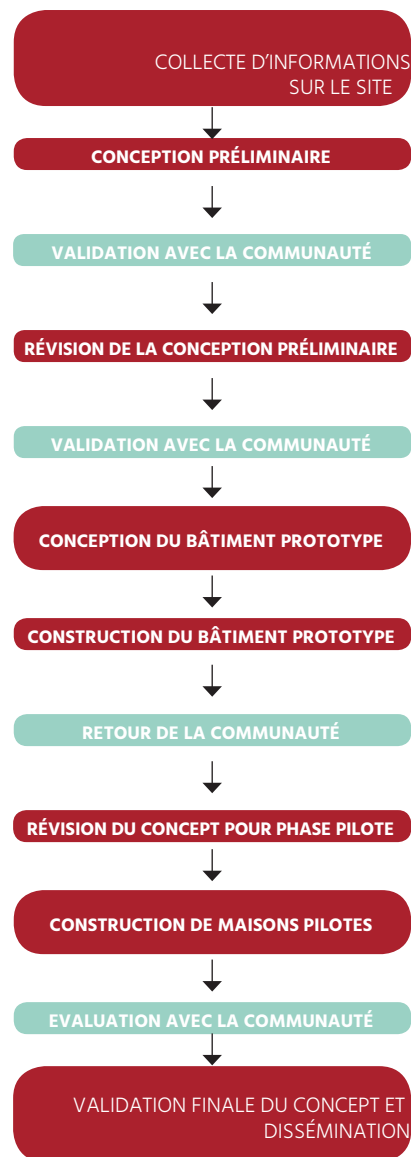 COLLECTE D’INFORMATIONS
SUR LE SITE
CONCEPTION PRÉLIMINAIRE
VALIDATION AVEC LA COMMUNAUTÉ
RÉVISION DE LA CONCEPTION PRÉLIMINAIRE
VALIDATION AVEC LA COMMUNAUTÉ
CONCEPTION DU BÂTIMENT PROTOTYPE
CONSTRUCTION DU BÂTIMENT PROTOTYPE
RETOUR DE LA COMMUNAUTÉ
RÉVISION DU CONCEPT POUR PHASE PILOTE
CONSTRUCTION DE MAISONS PILOTES
EVALUATION AVEC LA COMMUNAUTÉ
VALIDATION FINALE DU CONCEPT ET
DISSÉMINATION